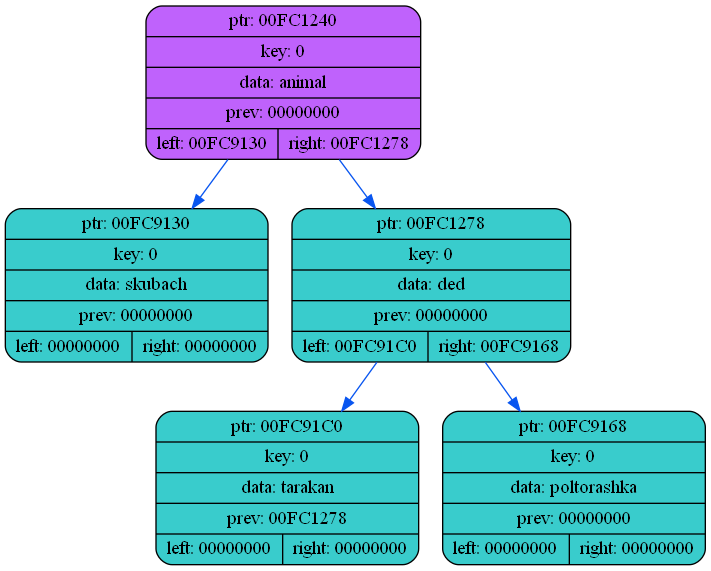 ptr: 00FC1240
key: 0
data: animal
prev: 00000000
left: 00FC9130 right: 00FC1278
ptr: 00FC9130
key: 0
data: skubach
prev: 00000000
left: 00000000 right: 00000000
ptr: 00FC1278
key: 0
data: ded
prev: 00000000
left: 00FC91C0 right: 00FC9168
ptr: 00FC91C0
key: 0
data: tarakan
prev: 00FC1278
left: 00000000 right: 00000000
ptr: 00FC9168
key: 0
data: poltorashka
prev: 00000000
left: 00000000 right: 00000000